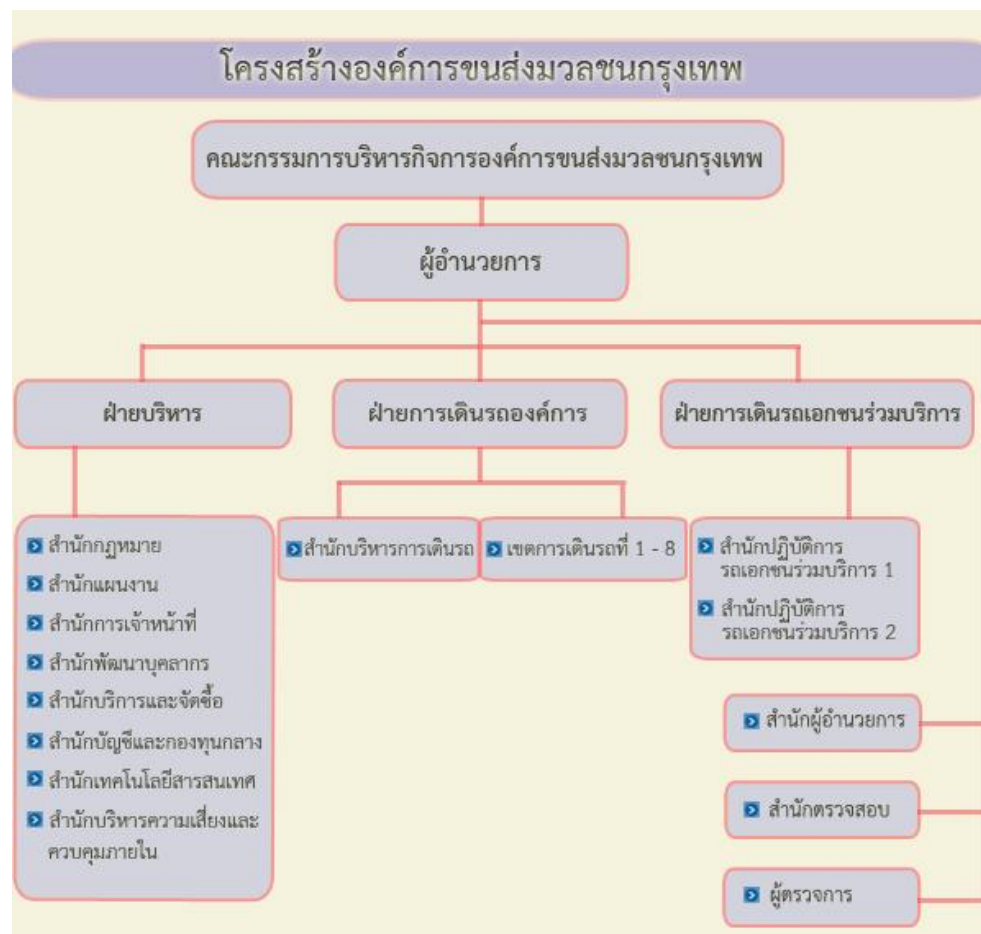 โครงสร้างองค์การขนส่งมวลชนกรุงเทพ
คณะกรรมการบริหารกิจการองค์การขนส่งมวลชนกรุงเทพ
ผู้อำนวยการ
ฝ่ายบริหาร
ฝ่ายการเดินรถองค์การ
ฝ่ายการเดินรถเอกชนร่วมบริการ
สำนักกฎหมาย
สำนักแผนงาน
สำนักการเจ้าหน้าที่
สำนักพัฒนาบุคลากร
สำนักบริการและจัดซื้อ
สำนักบัญชีและกองทุนกลาง
สำนักเทคโนโลยีสารสนเทศ
สำนักบริหารความเสี่ยงและ
ควบคุมภายใน
สำนักบริหารการเดินรถ
เขตการเดินรถที่ 1 - 8
สำนักปฏิบัติการ
รถเอกชนร่วมบริการ 1
สำนักปฏิบัติการ
รถเอกชนร่วมบริการ 2
สำนักผู้อำนวยการ
สำนักตรวจสอบ
ผู้ตรวจการ